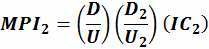 MPI₂ = (D/U) (D₂/U₂) (IC₂)